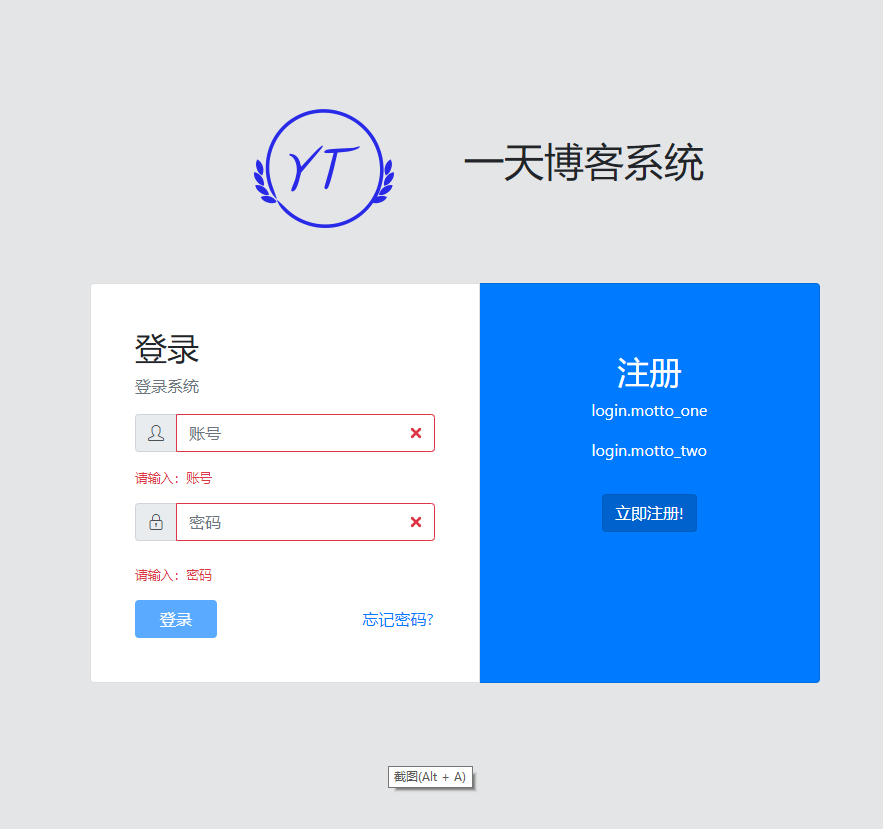 YT
一天博客系统
登录
登录系统
账号
请输入：账号
密码
请输入：密码
登录
忘记密码?
注册
login.motto_one
login.motto_two
立即注册!
截图(Alt + A)